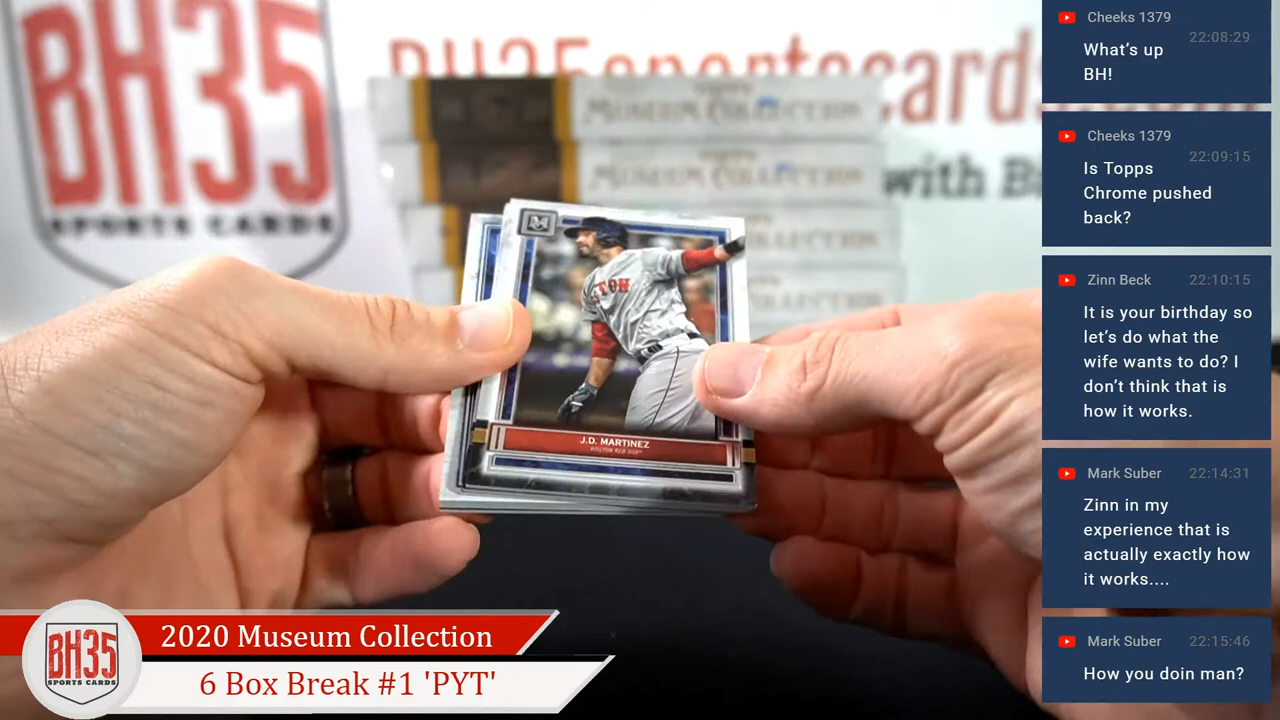 BH35
SPORTS CARDS
BH35sportscards.com
with B
MUSEUM COLLECTION
MUSEUM COLLECTION
BOSTON
J.D. MARTINEZ
BOSTON RED SOX
BH35
SPORTS CARDS
2020 Museum Collection
6 Box Break #1 'PYT'
Cheeks 1379
22:08:29
What's up
BH!
Cheeks 1379
22:09:15
Is Topps
Chrome pushed
back?
Zinn Beck
22:10:15
It is your birthday so
let's do what the
wife wants to do? I
don't think that is
how it works.
Mark Suber
22:14:31
Zinn in my
experience that is
actually exactly how
it works....
Mark Suber
22:15:46
How you doin man?